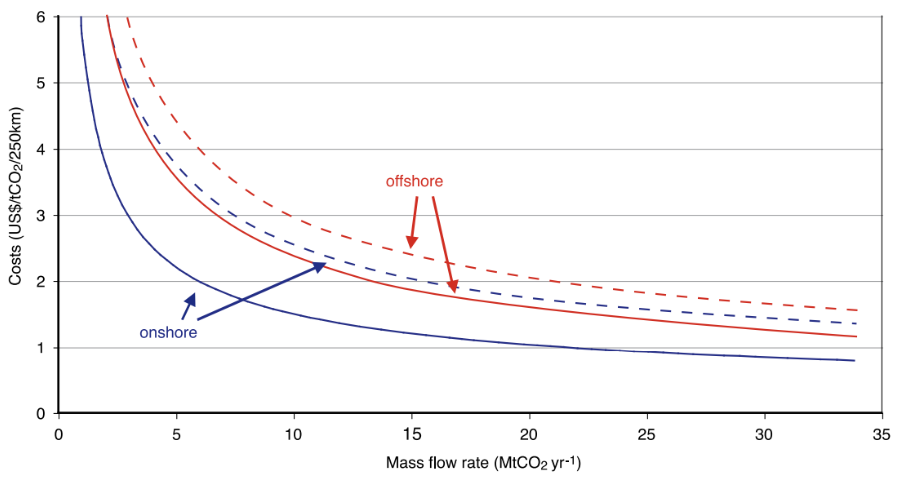 6
5
4
3
2
1
0
Costs (US$/tCO₂/250km)
offshore
onshore
0 5 10 15 20 25 30 35
Mass flow rate (MtCO₂ yr⁻¹)